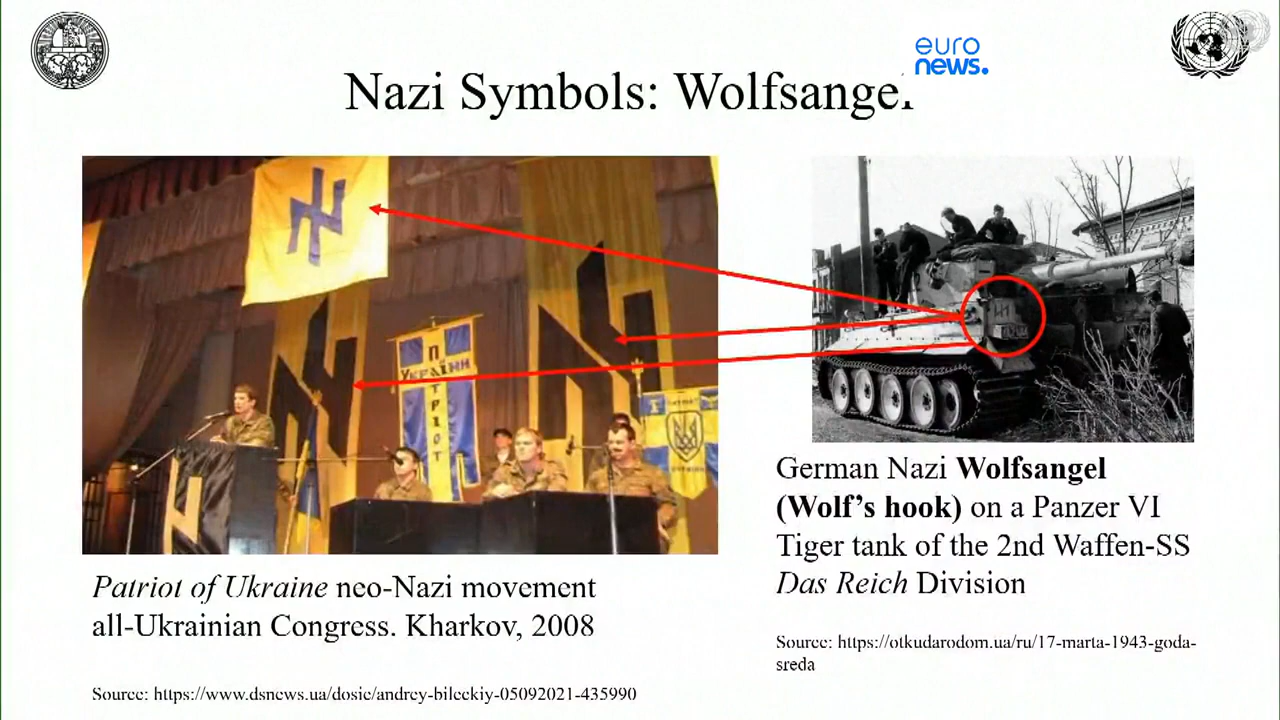 euro
news.
Nazi Symbols: Wolfsangel
П
УКРАЇНИ
Т
Р
І
О
Т
German Nazi Wolfsangel
(Wolf's hook) on a Panzer VI
Tiger tank of the 2nd Waffen-SS
Das Reich Division
Patriot of Ukraine neo-Nazi movement
all-Ukrainian Congress. Kharkov, 2008
Source: https://otkudarodom.ua/ru/17-marta-1943-goda-
sreda
Source: https://www.dsnews.ua/dosie/andrey-bileckiy-05092021-435990